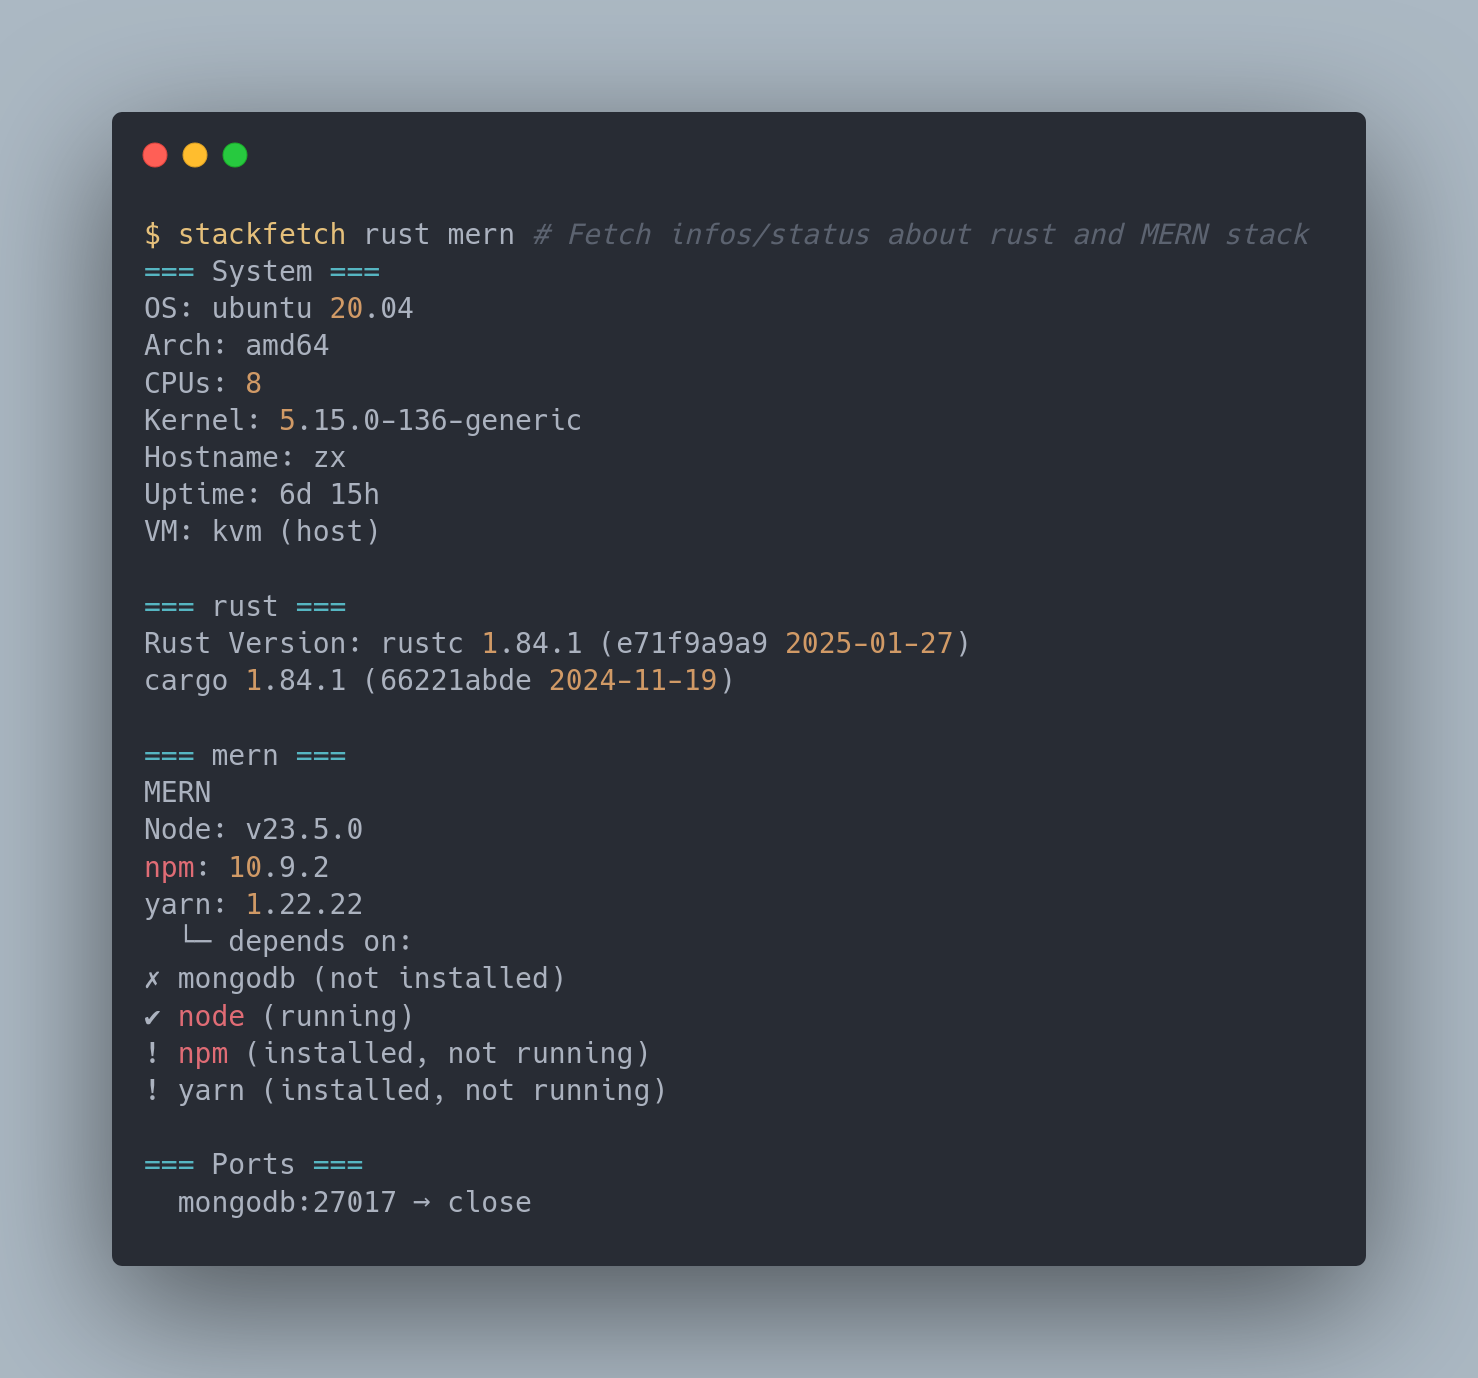 $ stackfetch rust mern # Fetch infos/status about rust and MERN stack
=== System ===
OS: ubuntu 20.04
Arch: amd64
CPUs: 8
Kernel: 5.15.0-136-generic
Hostname: zx
Uptime: 6d 15h
VM: kvm (host)

=== rust ===
Rust Version: rustc 1.84.1 (e71f9a9a9 2025-01-27)
cargo 1.84.1 (66221abde 2024-11-19)

=== mern ===
MERN
Node: v23.5.0
npm: 10.9.2
yarn: 1.22.22
  └─ depends on:
✗ mongodb (not installed)
✔ node (running)
! npm (installed, not running)
! yarn (installed, not running)

=== Ports ===
  mongodb:27017 → close